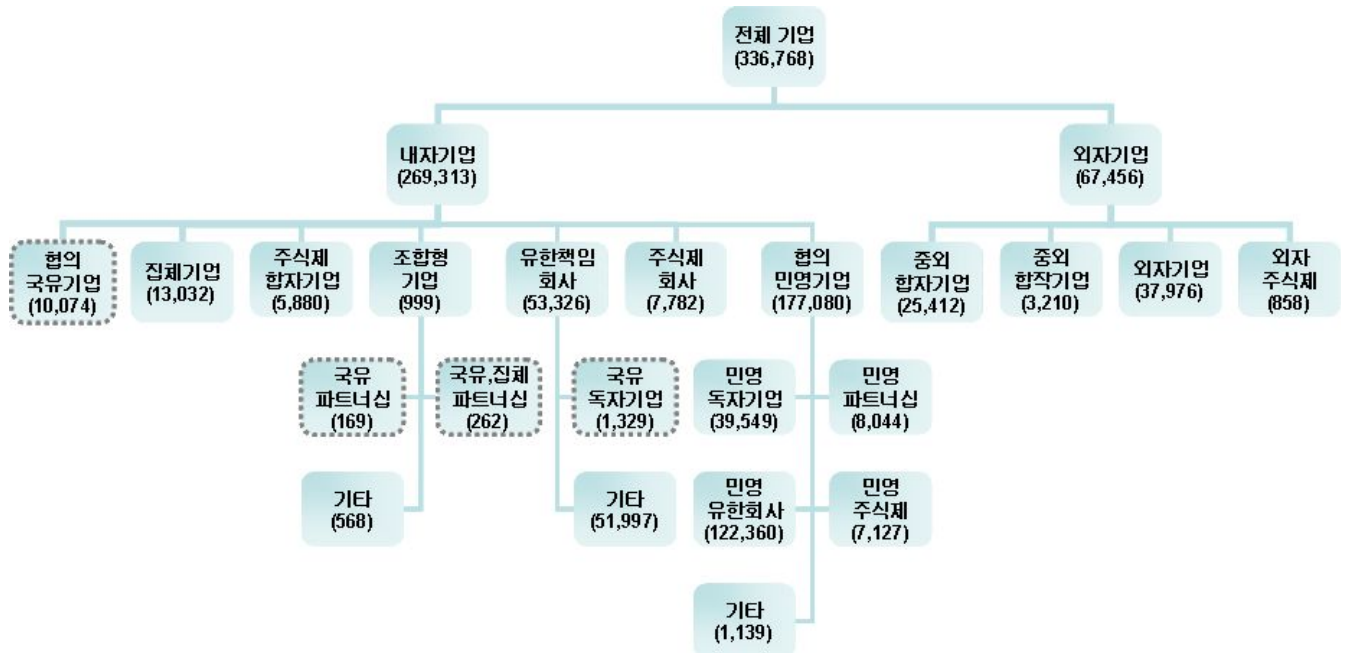 전체 기업
(336,768)
내자기업
(269,313)
외자기업
(67,456)
협의
국유기업
(10,074)
집체기업
(13,032)
주식제
합자기업
(5,880)
조합형
기업
(999)
유한책임
회사
(53,326)
주식제
회사
(7,782)
협의
민영기업
(177,080)
중외
합자기업
(25,412)
중외
합작기업
(3,210)
외자기업
(37,976)
외자
주식제
(858)
국유
파트너십
(169)
국유,집체
파트너십
(262)
국유
독자기업
(1,329)
민영
독자기업
(39,549)
민영
파트너십
(8,044)
기타
(568)
기타
(51,997)
민영
유한회사
(122,360)
민영
주식제
(7,127)
기타
(1,139)